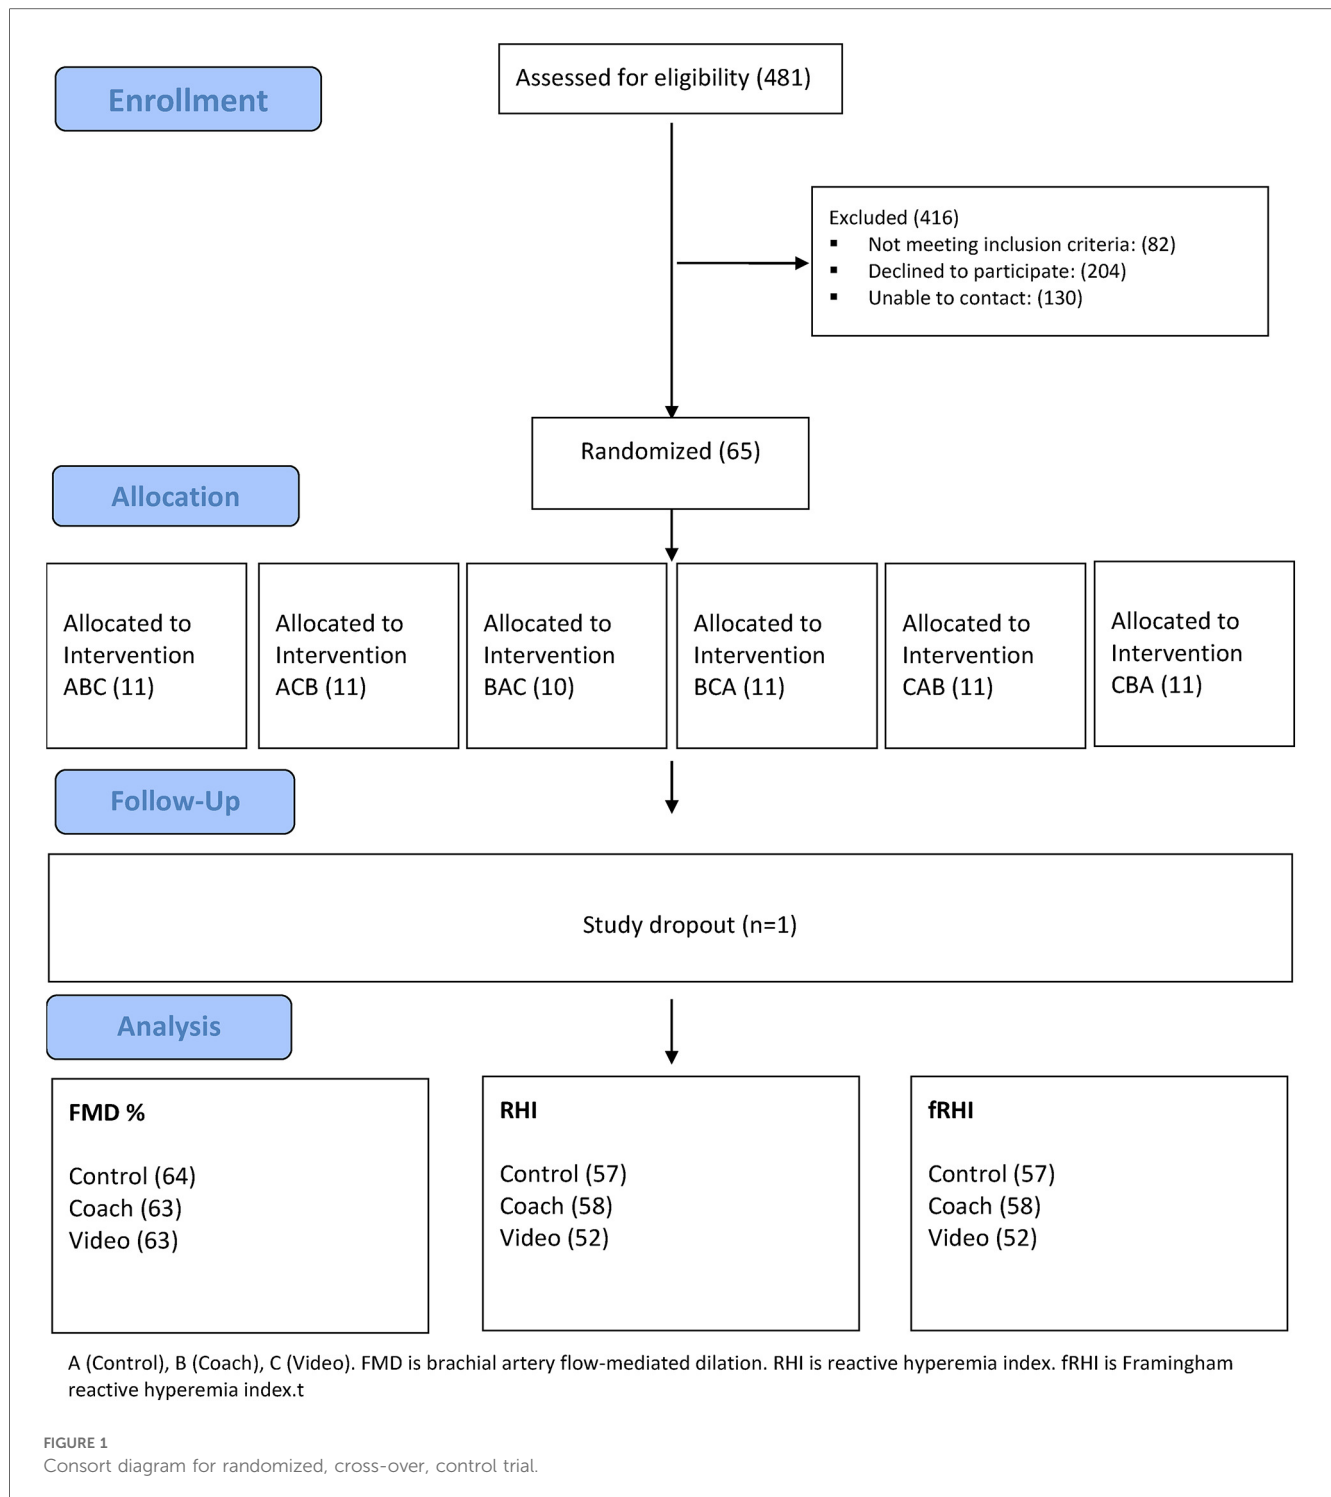 Enrollment
Assessed for eligibility (481)
Excluded (416)
▪ Not meeting inclusion criteria: (82)
▪ Declined to participate: (204)
▪ Unable to contact: (130)
Randomized (65)
Allocation
Allocated to
Intervention
ABC (11)
Allocated to
Intervention
ACB (11)
Allocated to
Intervention
BAC (10)
Allocated to
Intervention
BCA (11)
Allocated to
Intervention
CAB (11)
Allocated to
Intervention
CBA (11)
Follow-Up
Study dropout (n=1)
Analysis
FMD %
Control (64)
Coach (63)
Video (63)
RHI
Control (57)
Coach (58)
Video (52)
fRHI
Control (57)
Coach (58)
Video (52)
A (Control), B (Coach), C (Video). FMD is brachial artery flow-mediated dilation. RHI is reactive hyperemia index. fRHI is Framingham
reactive hyperemia index.t
FIGURE 1
Consort diagram for randomized, cross-over, control trial.